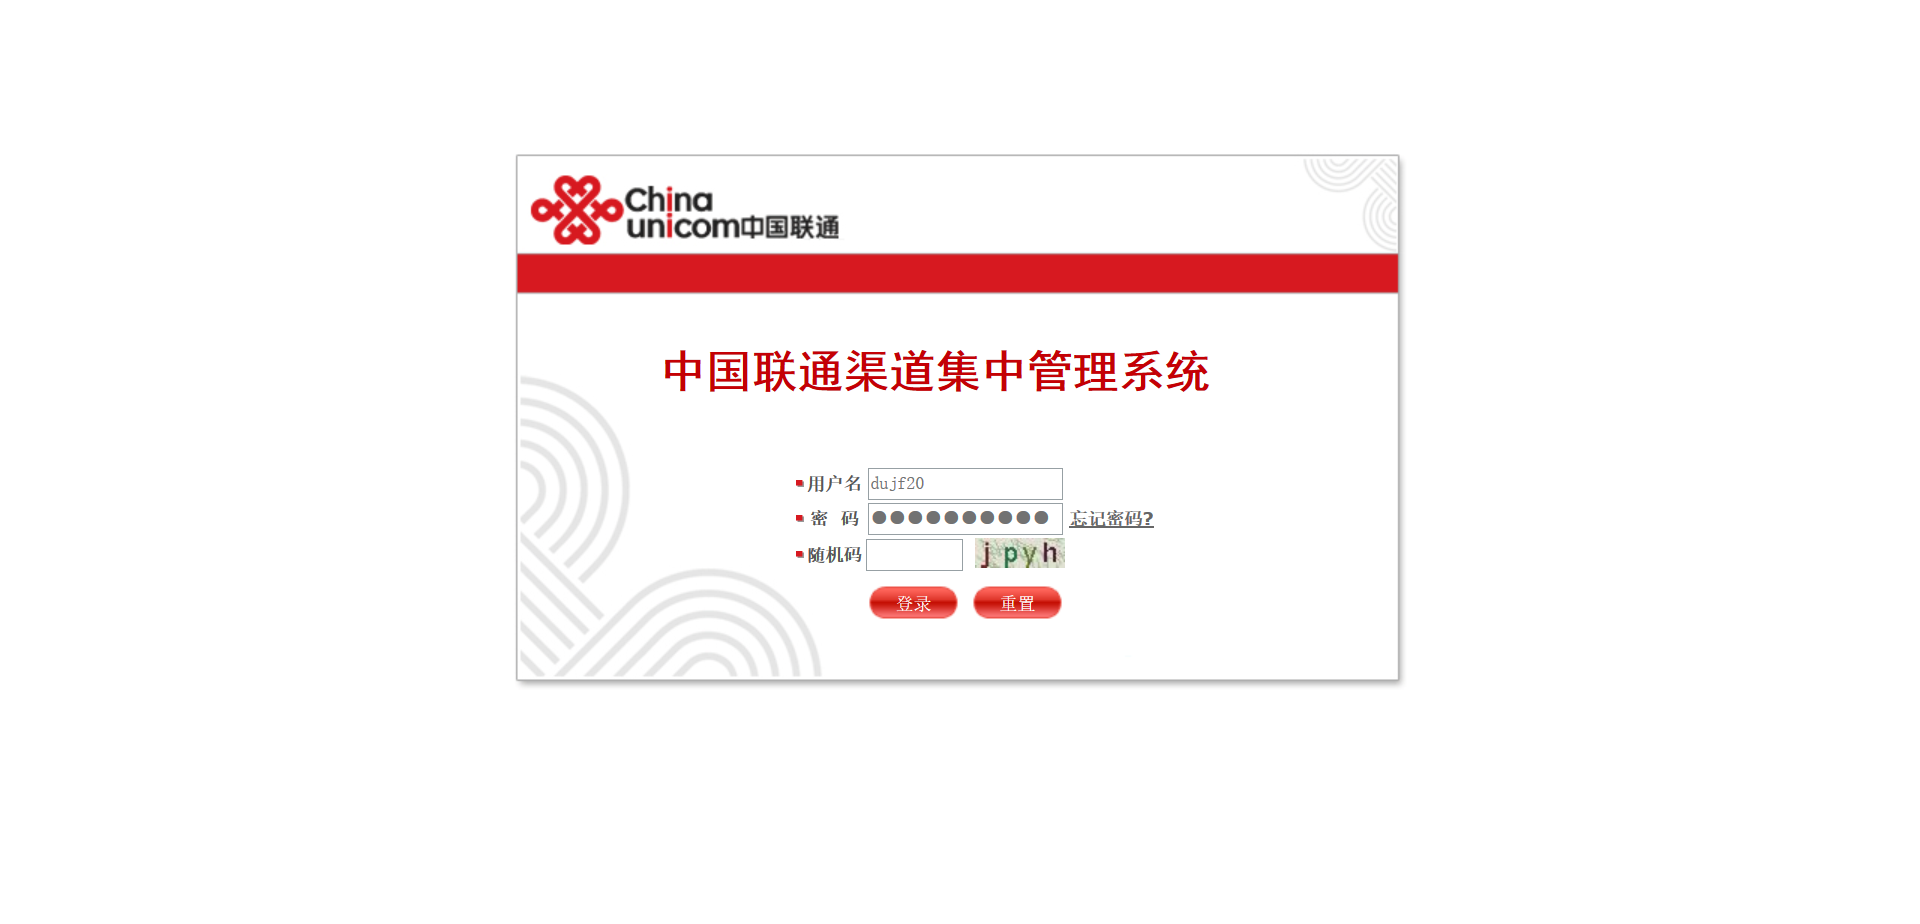 China
unicom中国联通
中国联通渠道集中管理系统
用户名 dujf20
密 码 ●●●●●●●●●● 忘记密码?
随机码 jpyh
登录 重置